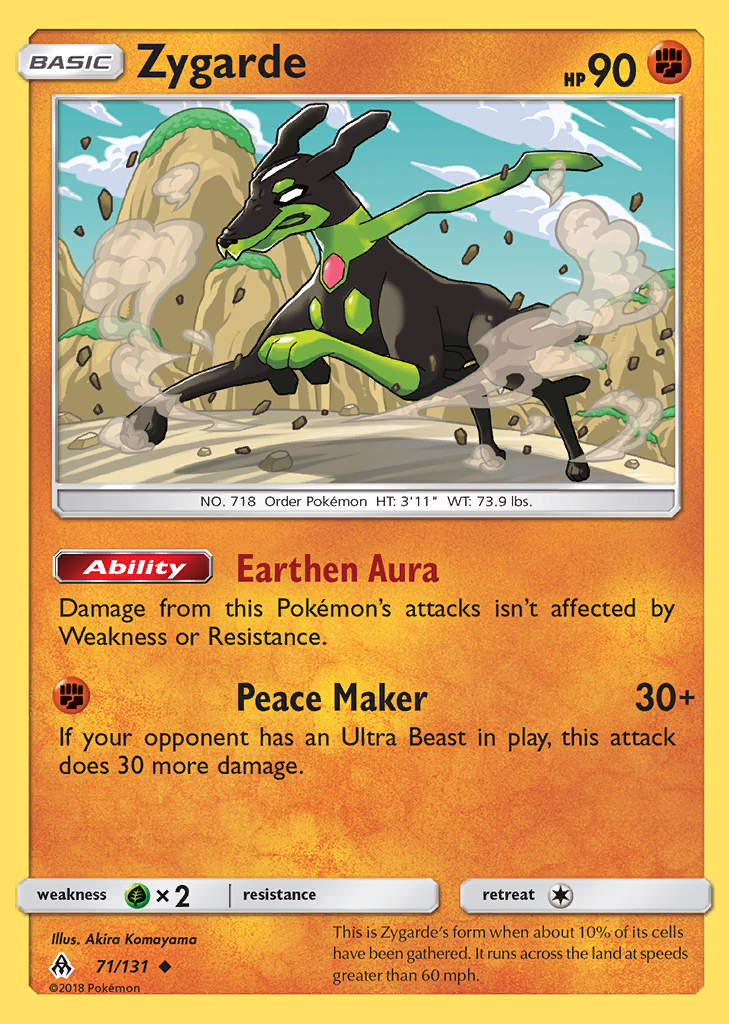 BASIC Zygarde HP 90
NO. 718 Order Pokémon HT: 3'11" WT: 73.9 lbs.
Ability Earthen Aura
Damage from this Pokémon's attacks isn't affected by
Weakness or Resistance.
Peace Maker 30+
If your opponent has an Ultra Beast in play, this attack
does 30 more damage.
weakness ×2 resistance retreat
Illus. Akira Komayama
71/131
©2018 Pokémon
This is Zygarde's form when about 10% of its cells
have been gathered. It runs across the land at speeds
greater than 60 mph.